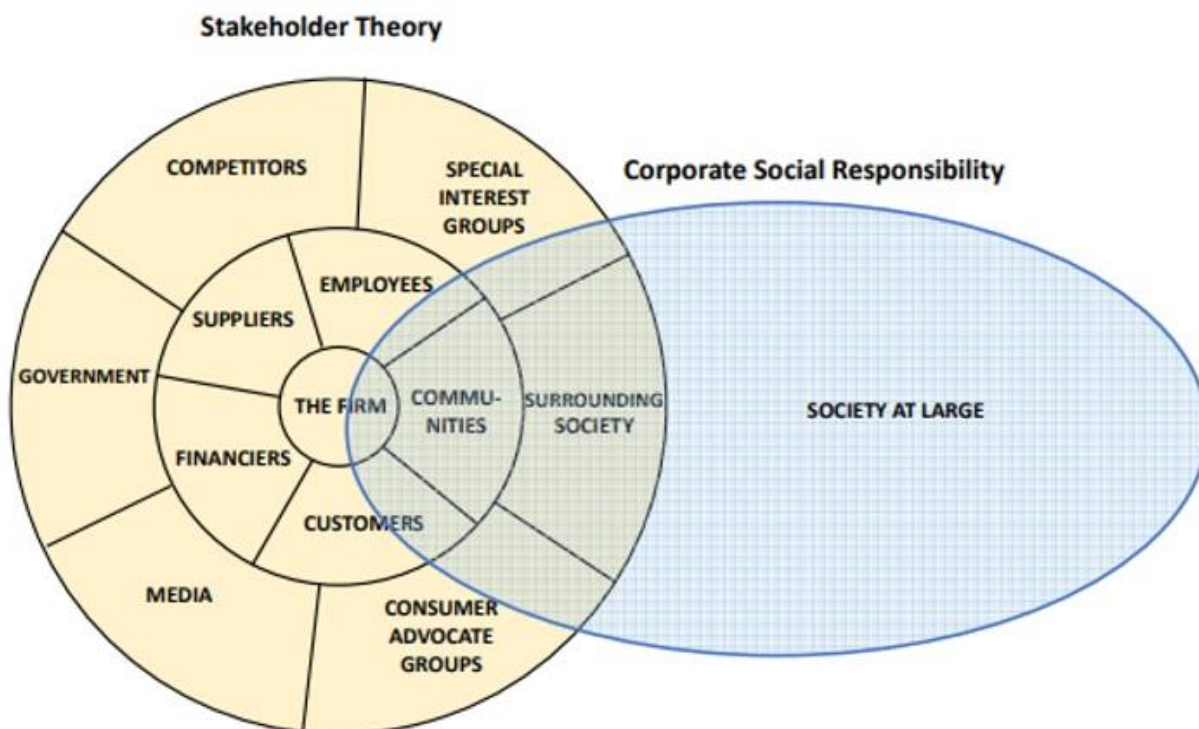 Stakeholder Theory
COMPETITORS
SPECIAL
INTEREST
GROUPS
Corporate Social Responsibility
EMPLOYEES
SUPPLIERS
GOVERNMENT
THE FIRM
COMMU-
NITIES
SURROUNDING
SOCIETY
SOCIETY AT LARGE
FINANCIERS
CUSTOMERS
MEDIA
CONSUMER
ADVOCATE
GROUPS